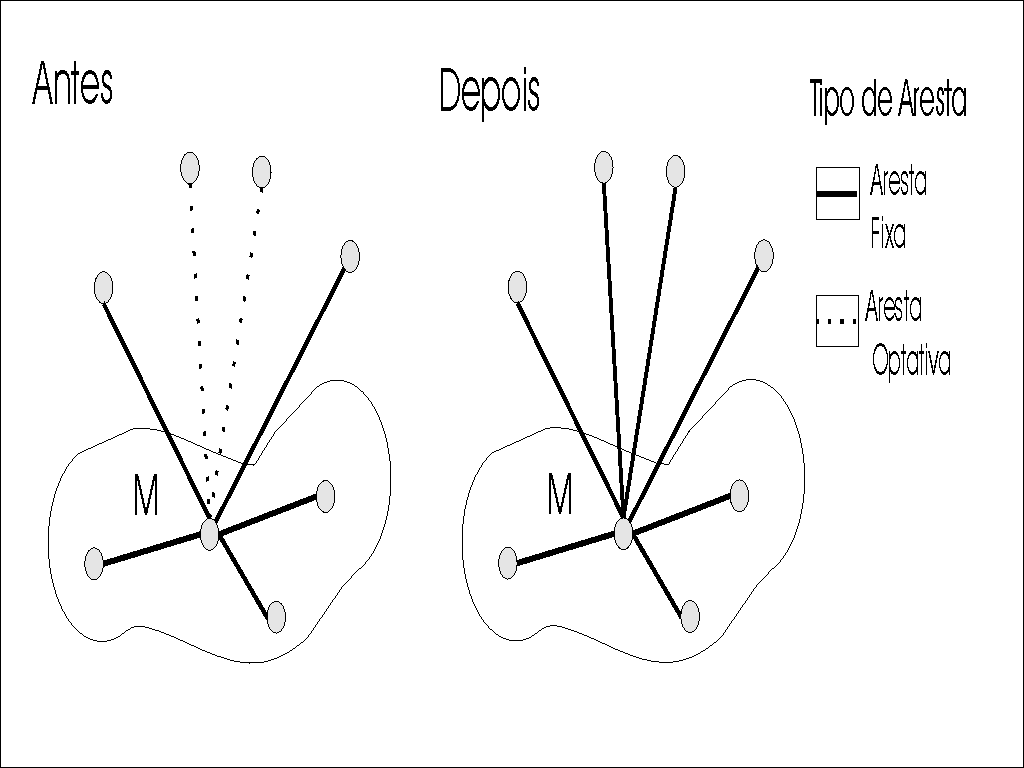 Antes
Depois
Tipo de Aresta
Aresta
Fixa
Aresta
Optativa
M
M